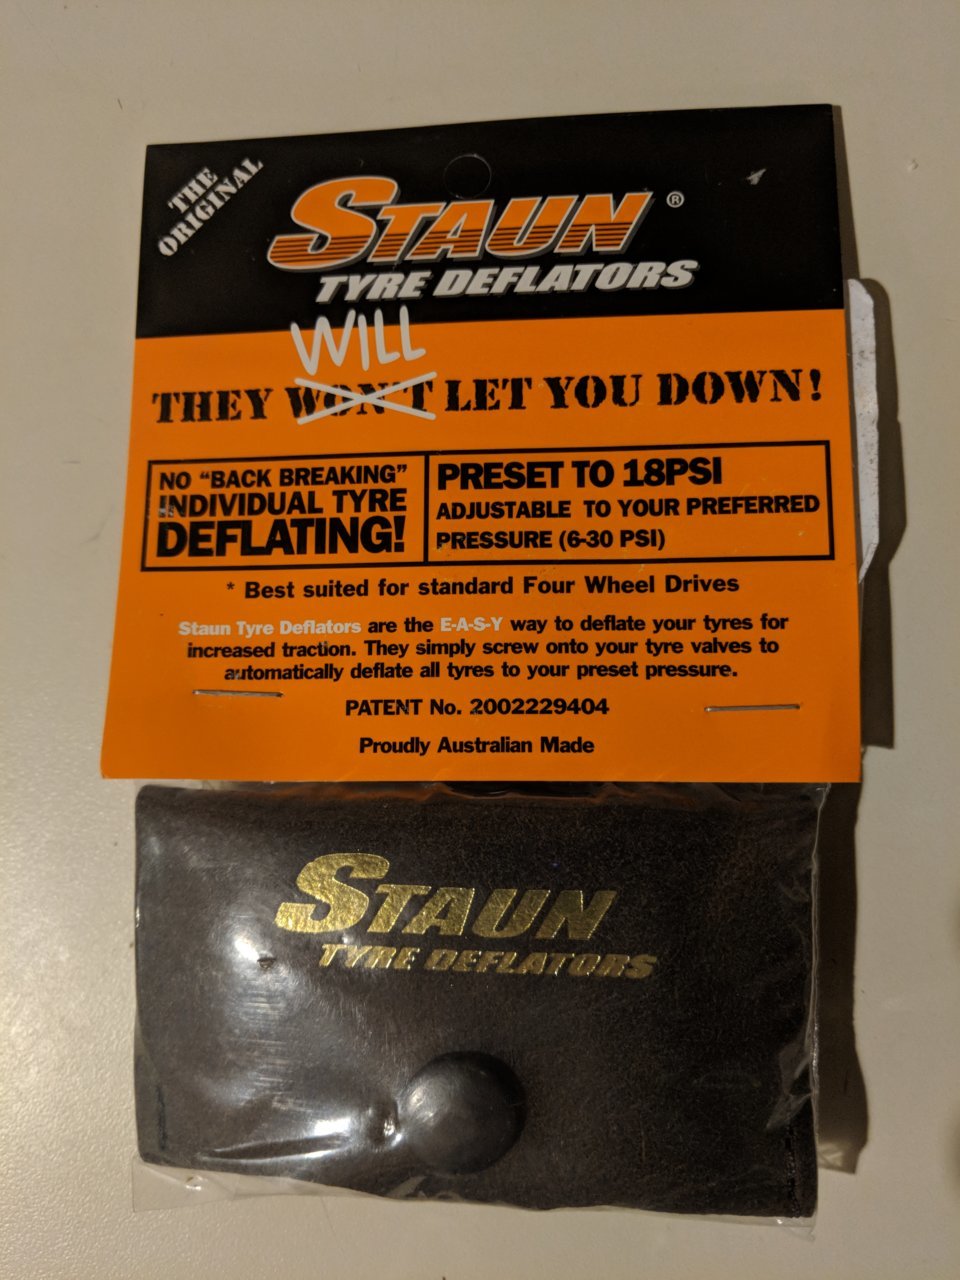 THE
ORIGINAL
STAUN®
TYRE DEFLATORS
WILL
THEY WON'T LET YOU DOWN!
NO "BACK BREAKING"
INDIVIDUAL TYRE
DEFLATING!
PRESET TO 18PSI
ADJUSTABLE TO YOUR PREFERRED
PRESSURE (6-30 PSI)
* Best suited for standard Four Wheel Drives
Staun Tyre Deflators are the E-A-S-Y way to deflate your tyres for
increased traction. They simply screw onto your tyre valves to
automatically deflate all tyres to your preset pressure.
PATENT No. 2002229404
Proudly Australian Made
STAUN
TYRE DEFLATORS